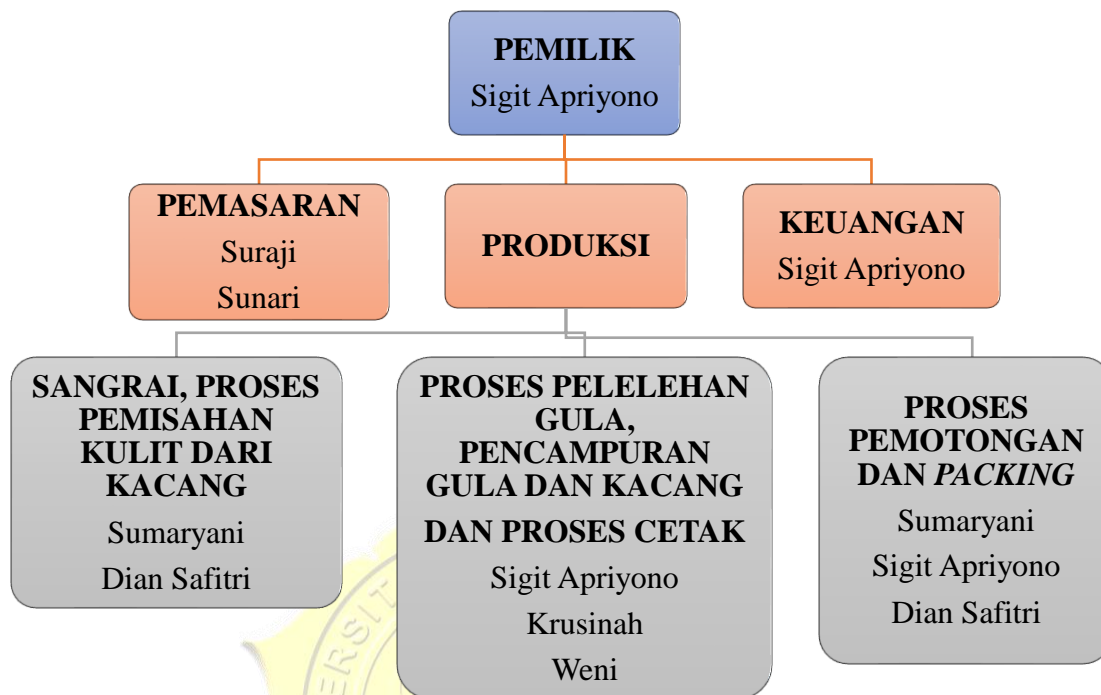 PEMILIK
Sigit Apriyono
PEMASARAN
Suraji
Sunari
PRODUKSI
KEUANGAN
Sigit Apriyono
SANGRAI, PROSES
PEMISAHAN
KULIT DARI
KACANG
Sumaryani
Dian Safitri
PROSES PELELEHAN
GULA,
PENCAMPURAN
GULA DAN KACANG
DAN PROSES CETAK
Sigit Apriyono
Krusinah
Weni
PROSES
PEMOTONGAN
DAN PACKING
Sumaryani
Sigit Apriyono
Dian Safitri